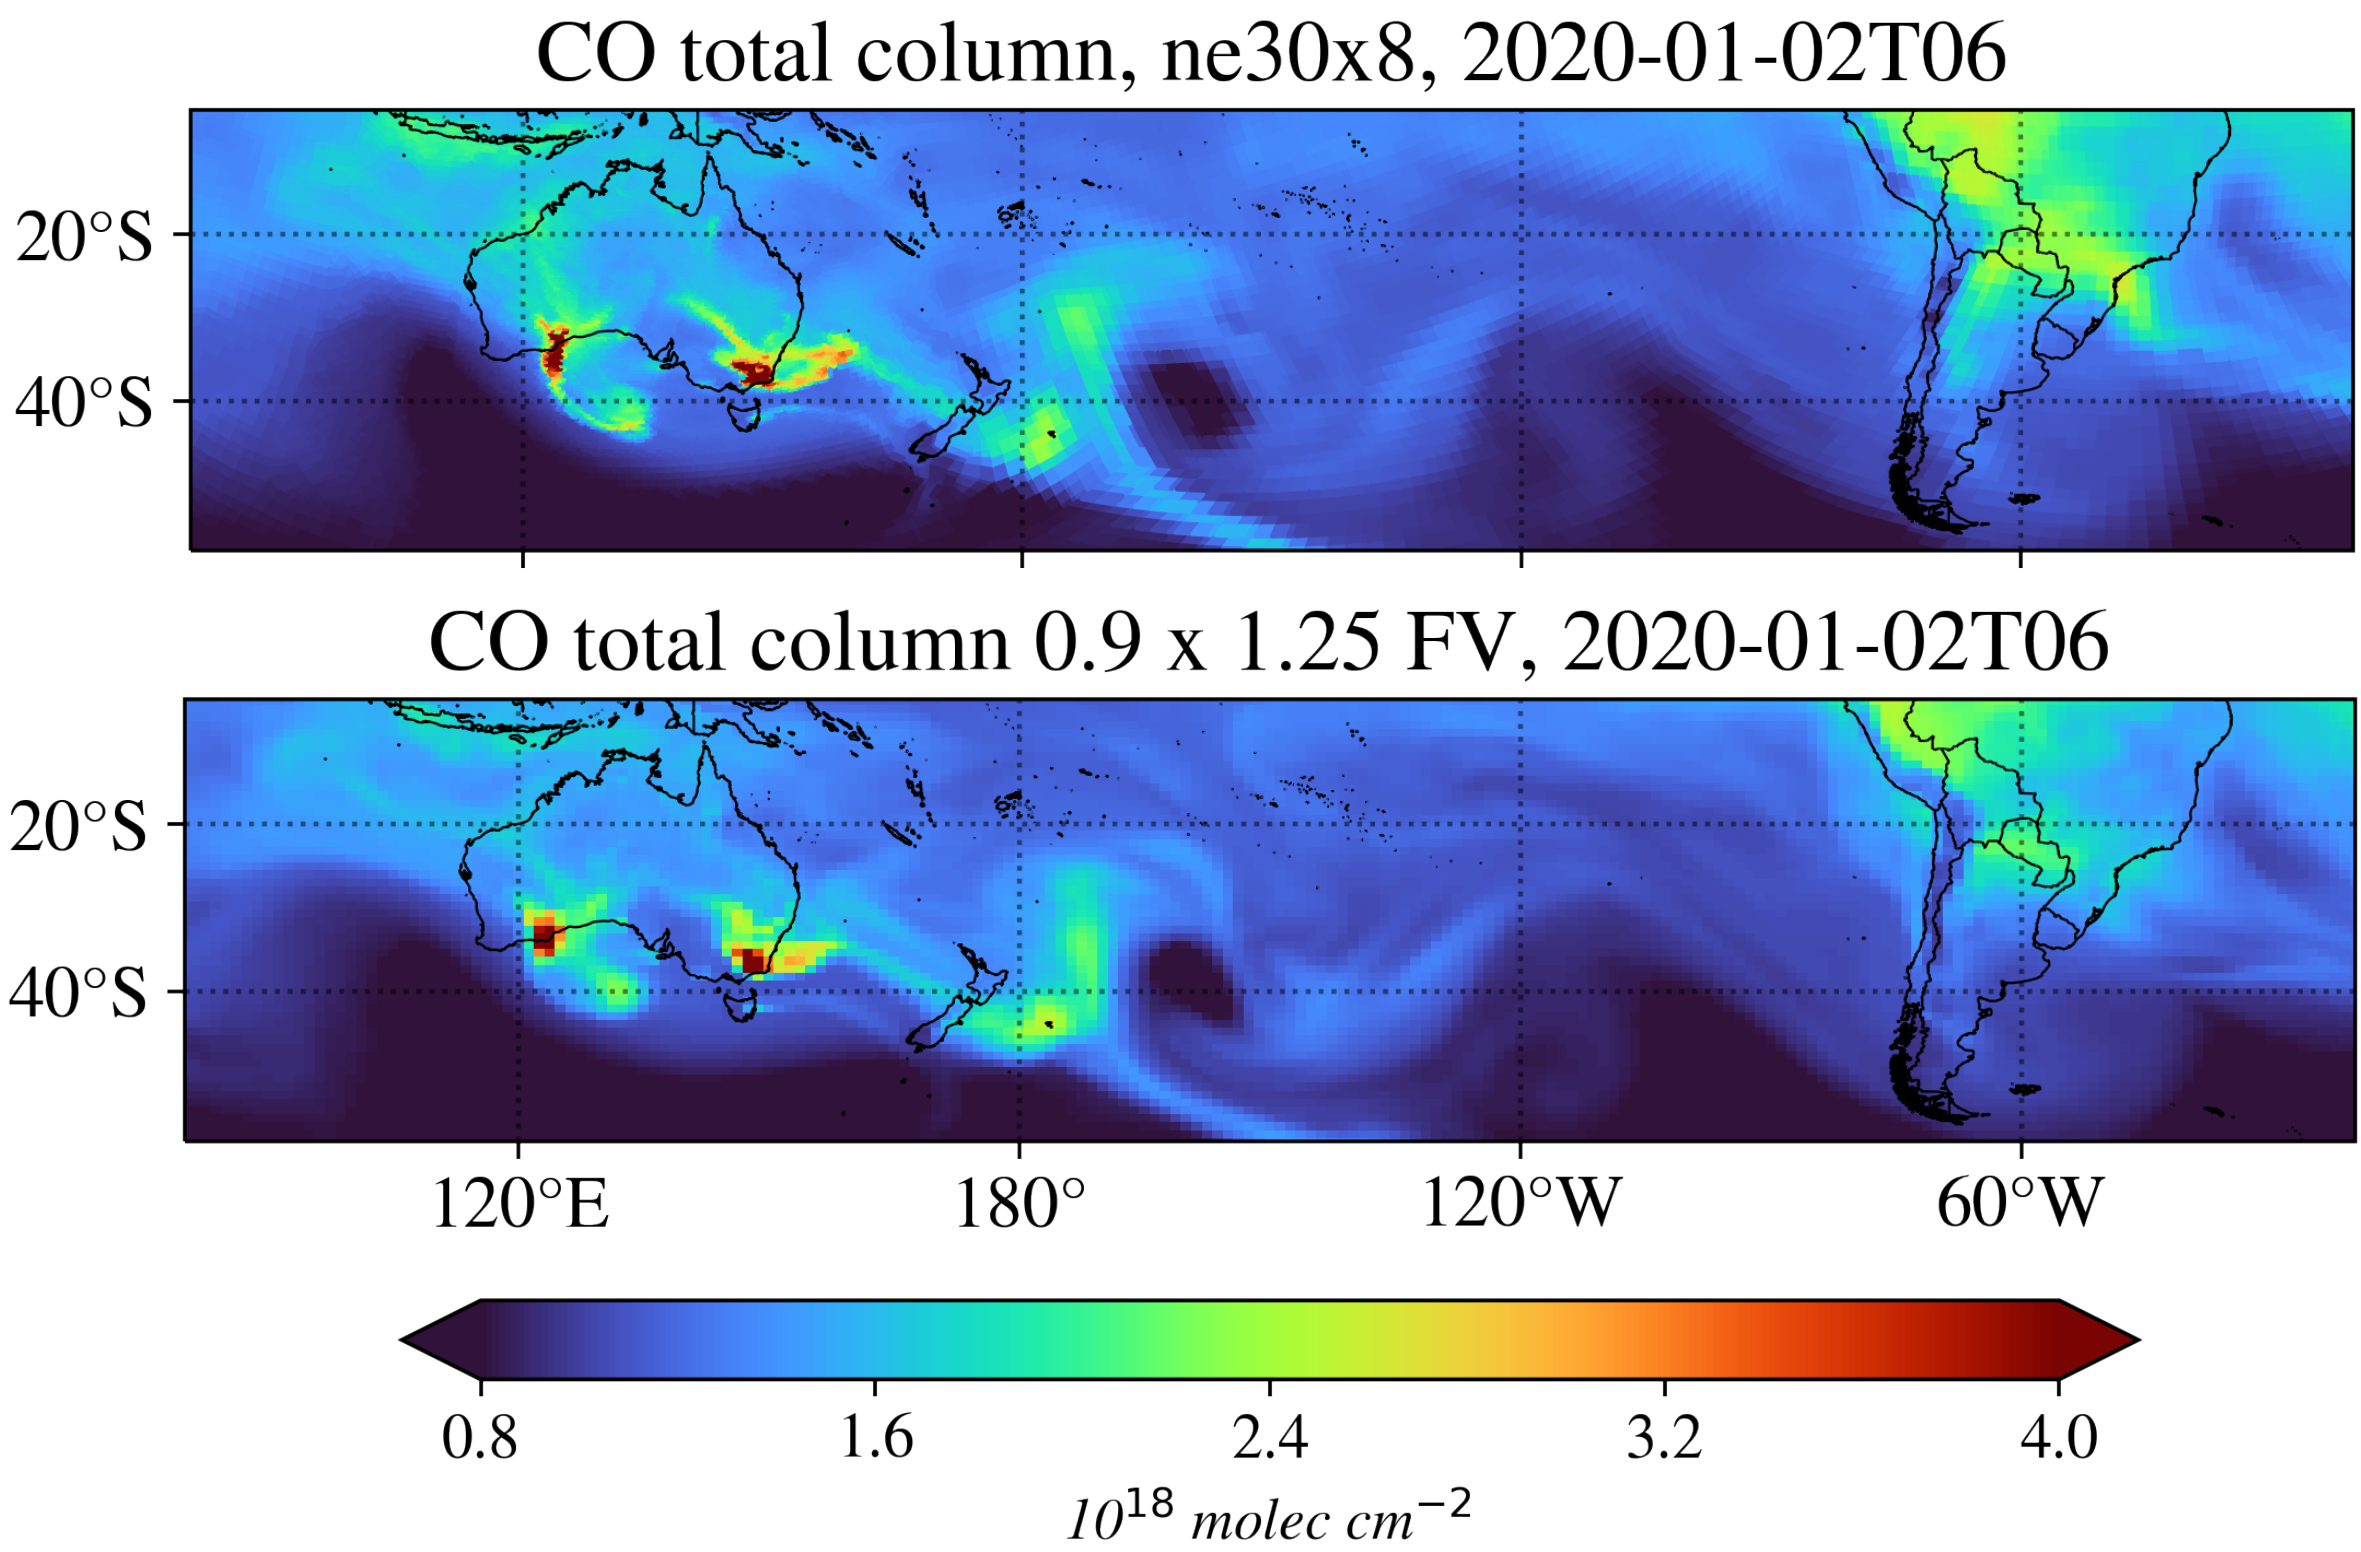 CO total column, ne30x8, 2020-01-02T06
20°S
40°S
CO total column 0.9 x 1.25 FV, 2020-01-02T06
20°S
40°S
120°E 180° 120°W 60°W
0.8 1.6 2.4 3.2 4.0
10¹⁸ molec cm⁻²